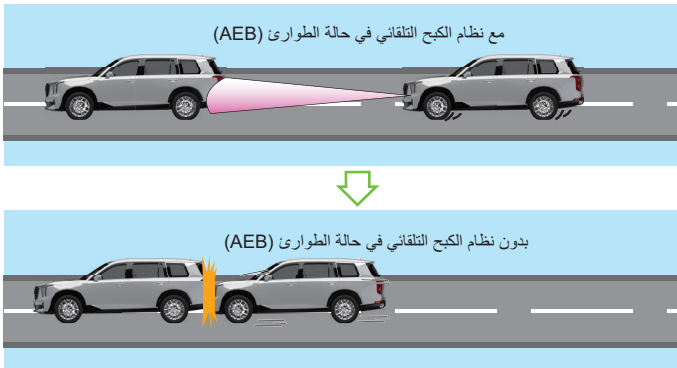 مع نظام الكبح التلقائي في حالة الطوارئ (AEB)
بدون نظام الكبح التلقائي في حالة الطوارئ (AEB)